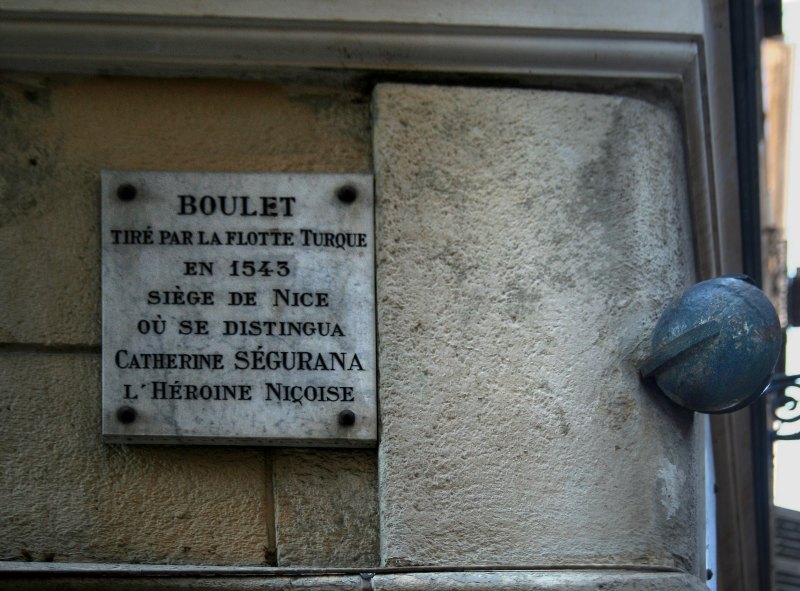 BOULET
TIRÉ PAR LA FLOTTE TURQUE
EN 1543
SIÈGE DE NICE
OÙ SE DISTINGUA
CATHERINE SÉGURANA
L'HÉROINE NIÇOISE